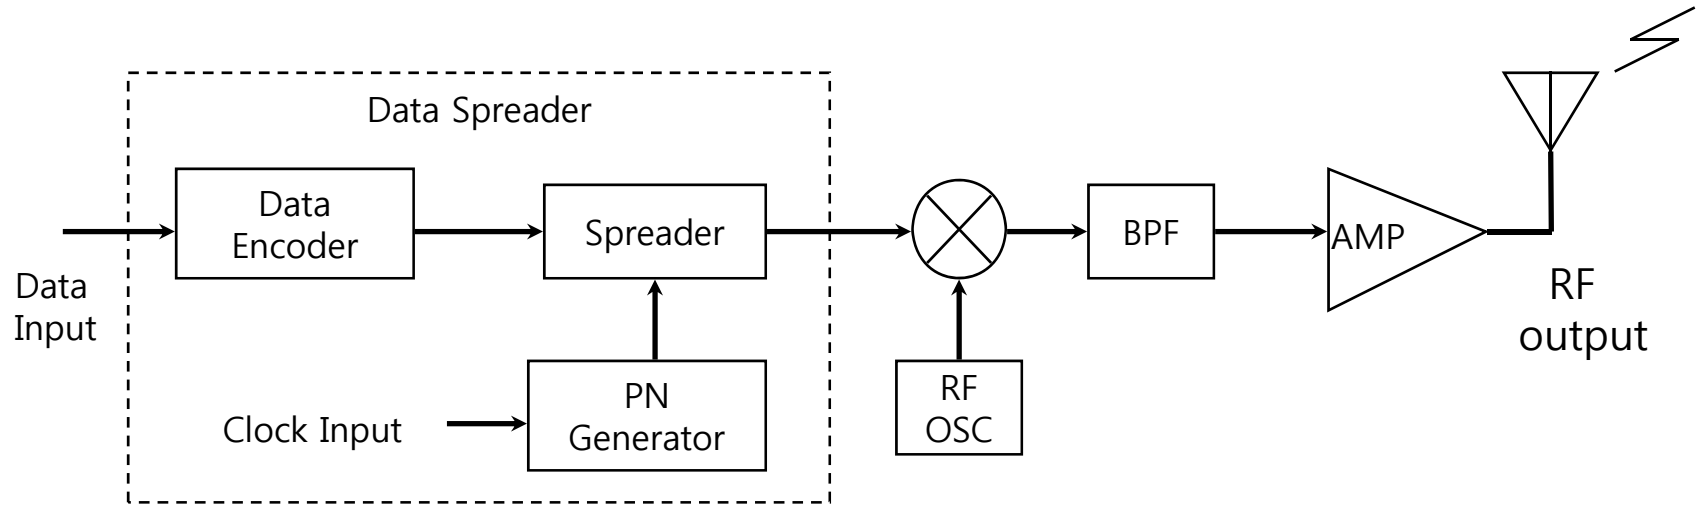 Data Spreader
Data
Encoder
Spreader
BPF
AMP
Data
Input
RF
output
PN
Generator
Clock Input
RF
OSC